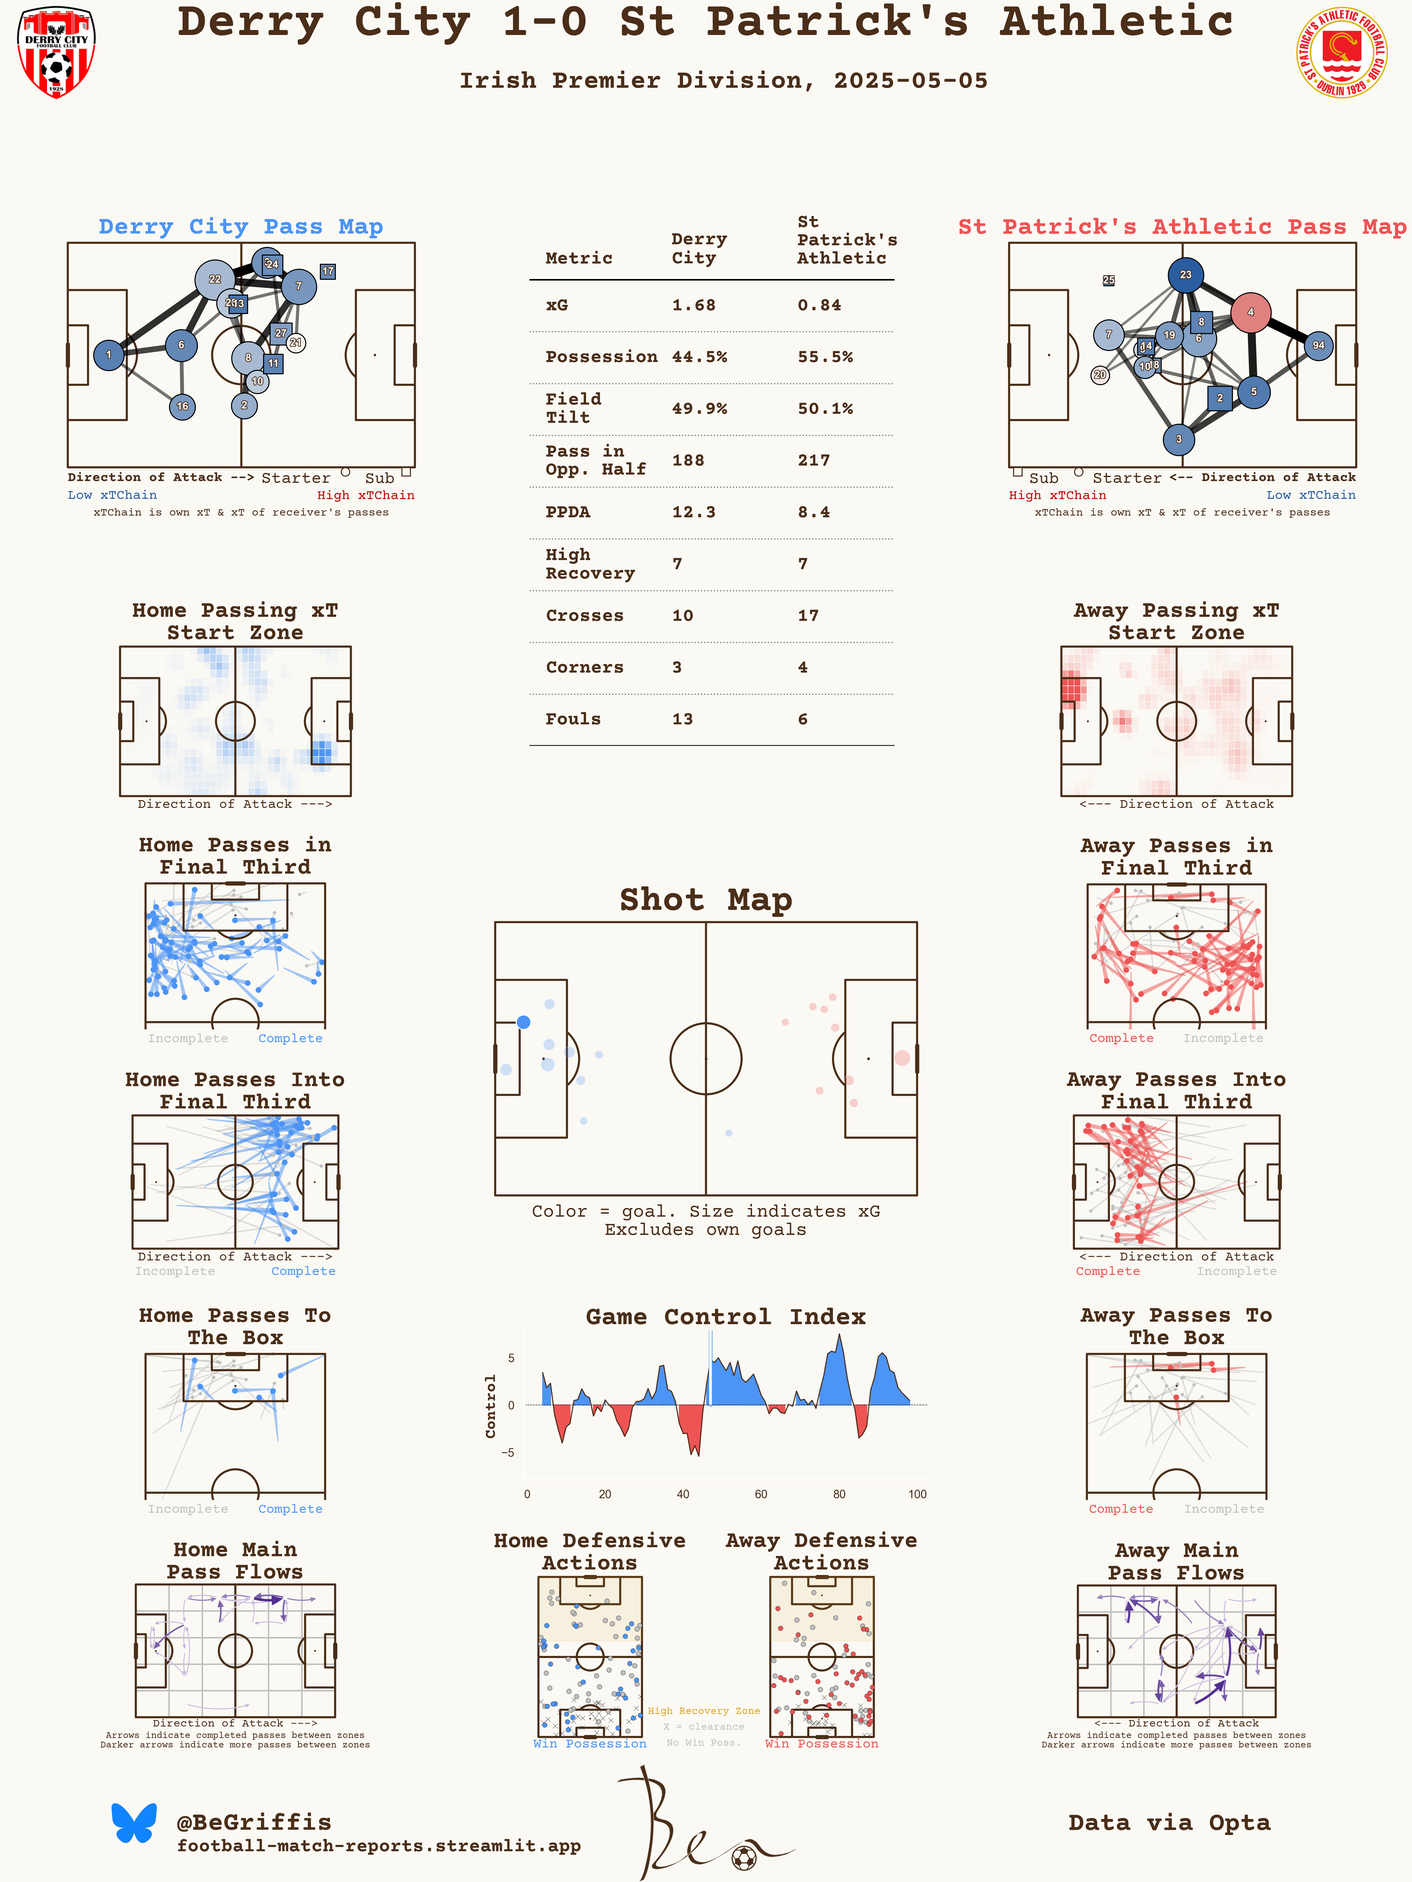 Derry City 1-0 St Patrick's Athletic
Irish Premier Division, 2025-05-05
DERRY CITY
FOOTBALL CLUB
1928
ST PATRICK'S ATHLETIC FOOTBALL CLUB
DUBLIN 1929
Derry City Pass Map
22
24
17
7
13
27
21
6
1
8
11
10
16
2
Direction of Attack --> Starter Sub
Low xTChain High xTChain
xTChain is own xT & xT of receiver's passes
Metric Derry City St Patrick's Athletic
xG 1.68 0.84
Possession 44.5% 55.5%
Field Tilt 49.9% 50.1%
Pass in Opp. Half 188 217
PPDA 12.3 8.4
High Recovery 7 7
Crosses 10 17
Corners 3 4
Fouls 13 6
St Patrick's Athletic Pass Map
25
23
4
8
7
19
6
14
94
10
20
2
5
3
Sub Starter <-- Direction of Attack
High xTChain Low xTChain
xTChain is own xT & xT of receiver's passes
Home Passing xT
Start Zone
Direction of Attack --->
Away Passing xT
Start Zone
<--- Direction of Attack
Home Passes in
Final Third
Incomplete Complete
Away Passes in
Final Third
Complete Incomplete
Shot Map
Color = goal. Size indicates xG
Excludes own goals
Home Passes Into
Final Third
Direction of Attack --->
Incomplete Complete
Away Passes Into
Final Third
<--- Direction of Attack
Complete Incomplete
Home Passes To
The Box
Incomplete Complete
Game Control Index
Control
5
0
−5
0 20 40 60 80 100
Away Passes To
The Box
Complete Incomplete
Home Main
Pass Flows
Direction of Attack --->
Arrows indicate completed passes between zones
Darker arrows indicate more passes between zones
Home Defensive
Actions
Win Possession
High Recovery Zone
X = clearance
No Win Poss.
Away Defensive
Actions
Win Possession
Away Main
Pass Flows
<--- Direction of Attack
Arrows indicate completed passes between zones
Darker arrows indicate more passes between zones
@BeGriffis
football-match-reports.streamlit.app
Ben
Data via Opta